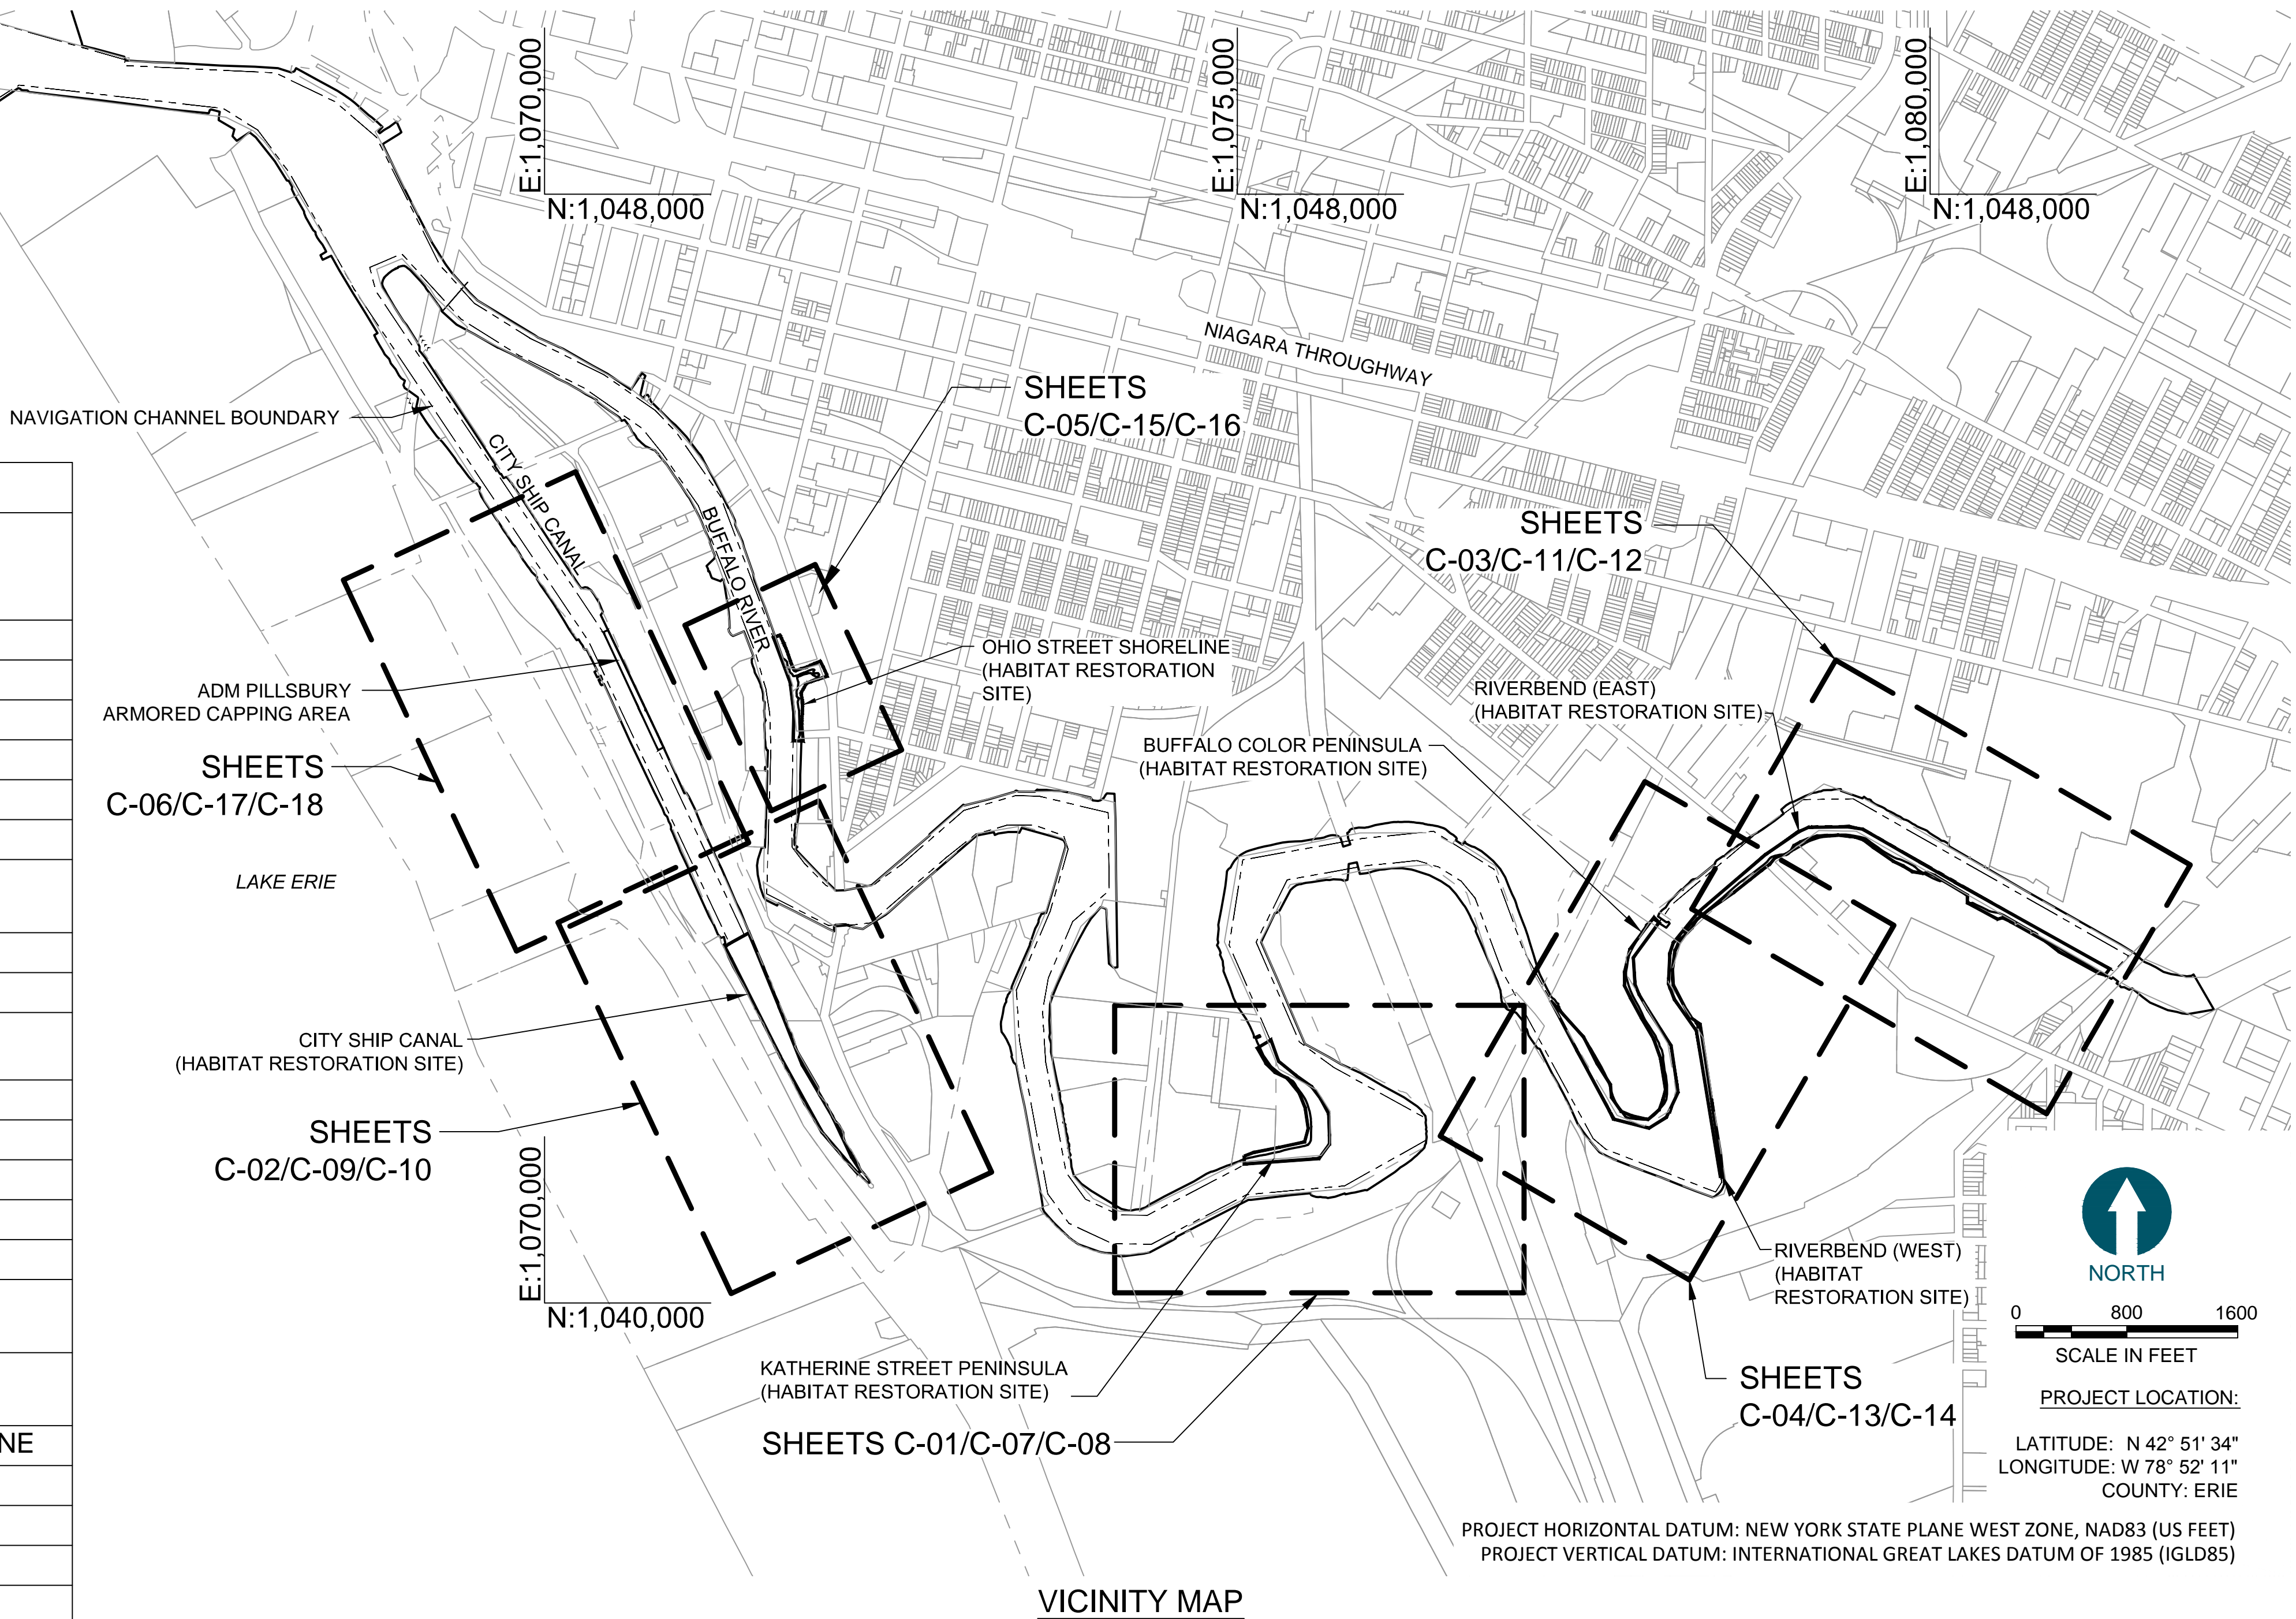 E:1,070,000
N:1,048,000
E:1,075,000
N:1,048,000
E:1,080,000
N:1,048,000
NIAGARA THROUGHWAY
SHEETS
C-05/C-15/C-16
NAVIGATION CHANNEL BOUNDARY
CITY SHIP CANAL
BUFFALO RIVER
SHEETS
C-03/C-11/C-12
OHIO STREET SHORELINE
(HABITAT RESTORATION
SITE)
ADM PILLSBURY
ARMORED CAPPING AREA
RIVERBEND (EAST)
(HABITAT RESTORATION SITE)
BUFFALO COLOR PENINSULA
(HABITAT RESTORATION SITE)
SHEETS
C-06/C-17/C-18
LAKE ERIE
CITY SHIP CANAL
(HABITAT RESTORATION SITE)
SHEETS
C-02/C-09/C-10
E:1,070,000
N:1,040,000
RIVERBEND (WEST)
(HABITAT
RESTORATION SITE)
NORTH
0 800 1600
SCALE IN FEET
KATHERINE STREET PENINSULA
(HABITAT RESTORATION SITE)
SHEETS C-01/C-07/C-08
SHEETS
C-04/C-13/C-14
PROJECT LOCATION:
LATITUDE: N 42° 51' 34"
LONGITUDE: W 78° 52' 11"
COUNTY: ERIE
NE
PROJECT HORIZONTAL DATUM: NEW YORK STATE PLANE WEST ZONE, NAD83 (US FEET)
PROJECT VERTICAL DATUM: INTERNATIONAL GREAT LAKES DATUM OF 1985 (IGLD85)
VICINITY MAP